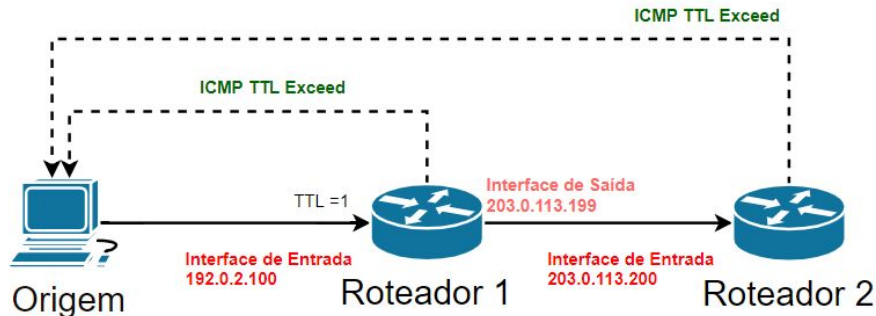 ICMP TTL Exceed
ICMP TTL Exceed
TTL =1
Interface de Saída
203.0.113.199
Interface de Entrada
192.0.2.100
Interface de Entrada
203.0.113.200
Origem
Roteador 1
Roteador 2